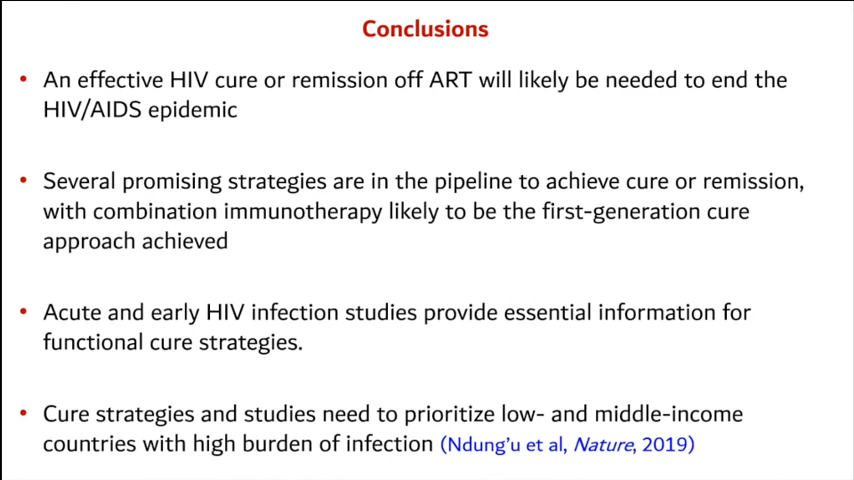 Conclusions
• An effective HIV cure or remission off ART will likely be needed to end the
HIV/AIDS epidemic
• Several promising strategies are in the pipeline to achieve cure or remission,
with combination immunotherapy likely to be the first-generation cure
approach achieved
• Acute and early HIV infection studies provide essential information for
functional cure strategies.
• Cure strategies and studies need to prioritize low- and middle-income
countries with high burden of infection (Ndung'u et al, Nature, 2019)